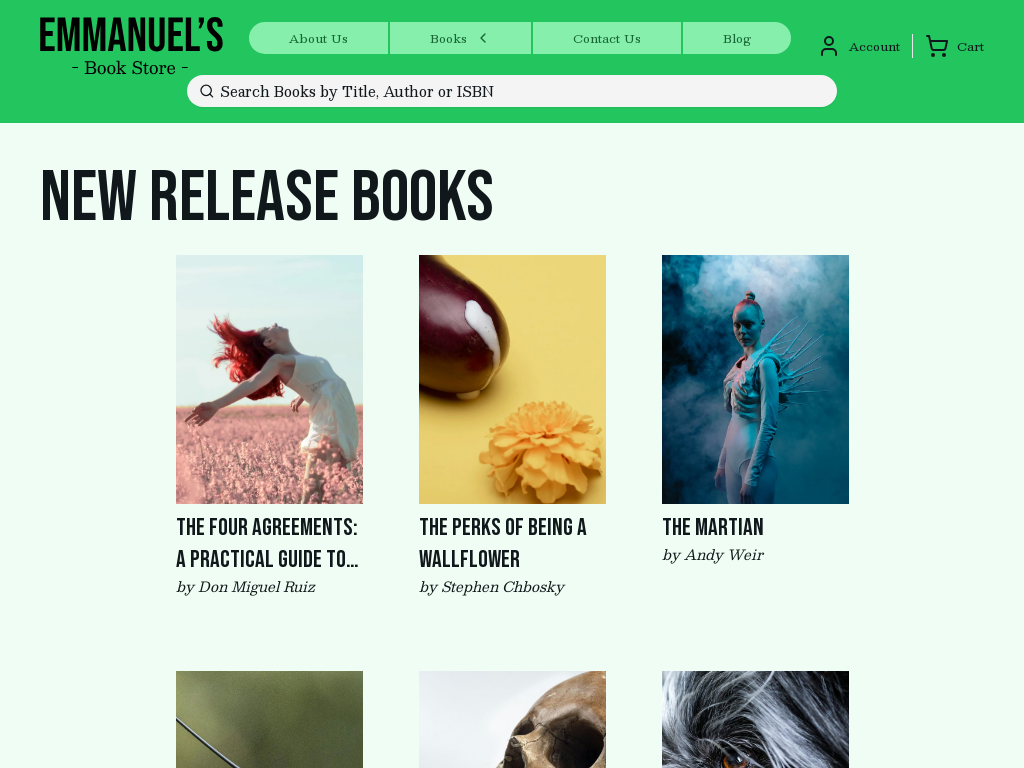 EMMANUEL'S
- Book Store -
About Us
Books
Contact Us
Blog
Account
Cart
Search Books by Title, Author or ISBN
NEW RELEASE BOOKS
THE FOUR AGREEMENTS:
A PRACTICAL GUIDE TO...
by Don Miguel Ruiz
THE PERKS OF BEING A
WALLFLOWER
by Stephen Chbosky
THE MARTIAN
by Andy Weir